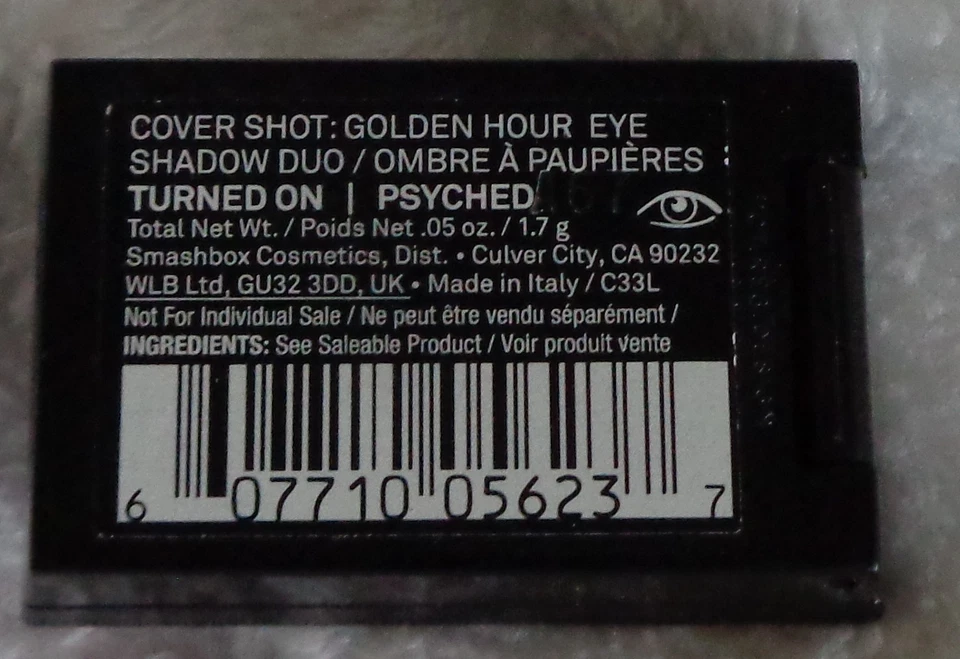 COVER SHOT: GOLDEN HOUR EYE
SHADOW DUO / OMBRE À PAUPIÈRES
TURNED ON | PSYCHED
Total Net Wt. / Poids Net .05 oz. / 1.7 g
Smashbox Cosmetics, Dist. • Culver City, CA 90232
WLB Ltd, GU32 3DD, UK • Made in Italy / C33L
Not For Individual Sale / Ne peut être vendu séparément /
INGREDIENTS: See Saleable Product / Voir produit vente
6 07710 05623 7